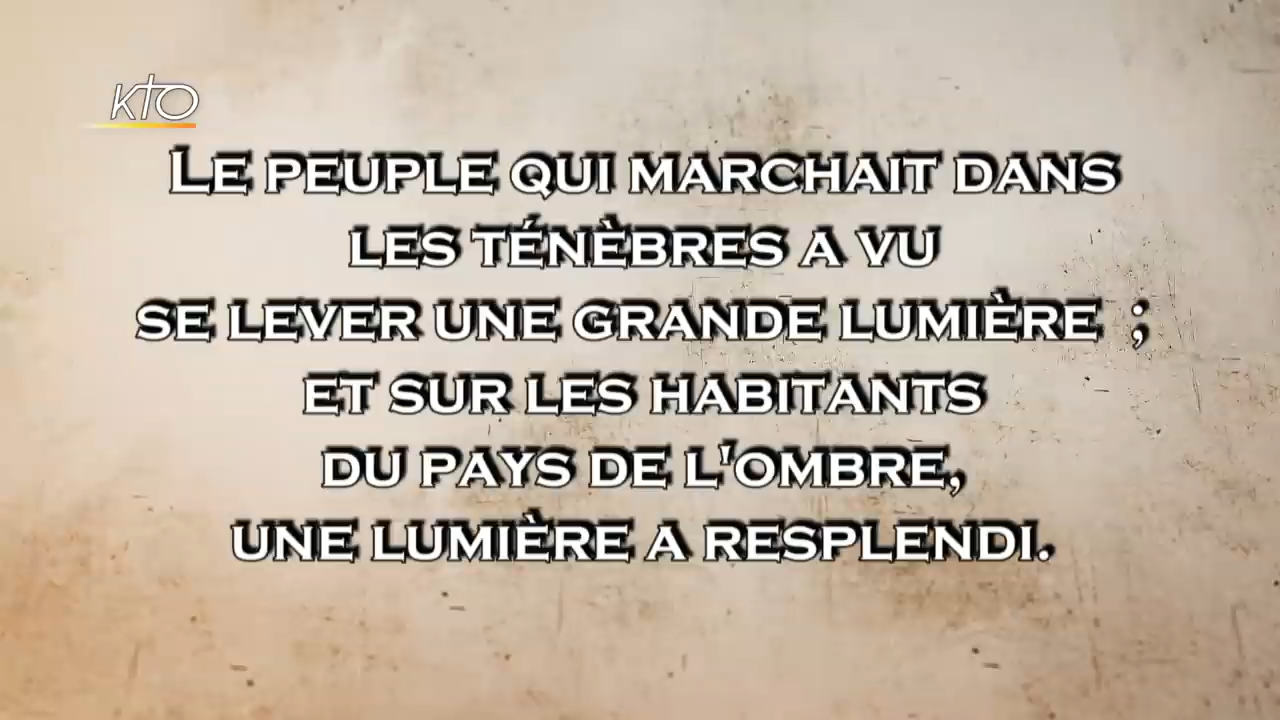 KTO
Le peuple qui marchait dans
les ténèbres a vu
se lever une grande lumière ;
et sur les habitants
du pays de l'ombre,
une lumière a resplendi.